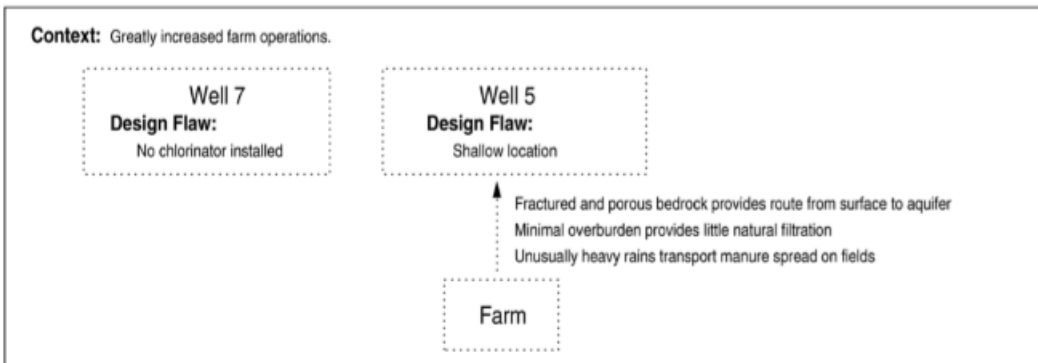 Context: Greatly increased farm operations.
Well 7
Design Flaw:
No chlorinator installed
Well 5
Design Flaw:
Shallow location
Fractured and porous bedrock provides route from surface to aquifer
Minimal overburden provides little natural filtration
Unusually heavy rains transport manure spread on fields
Farm